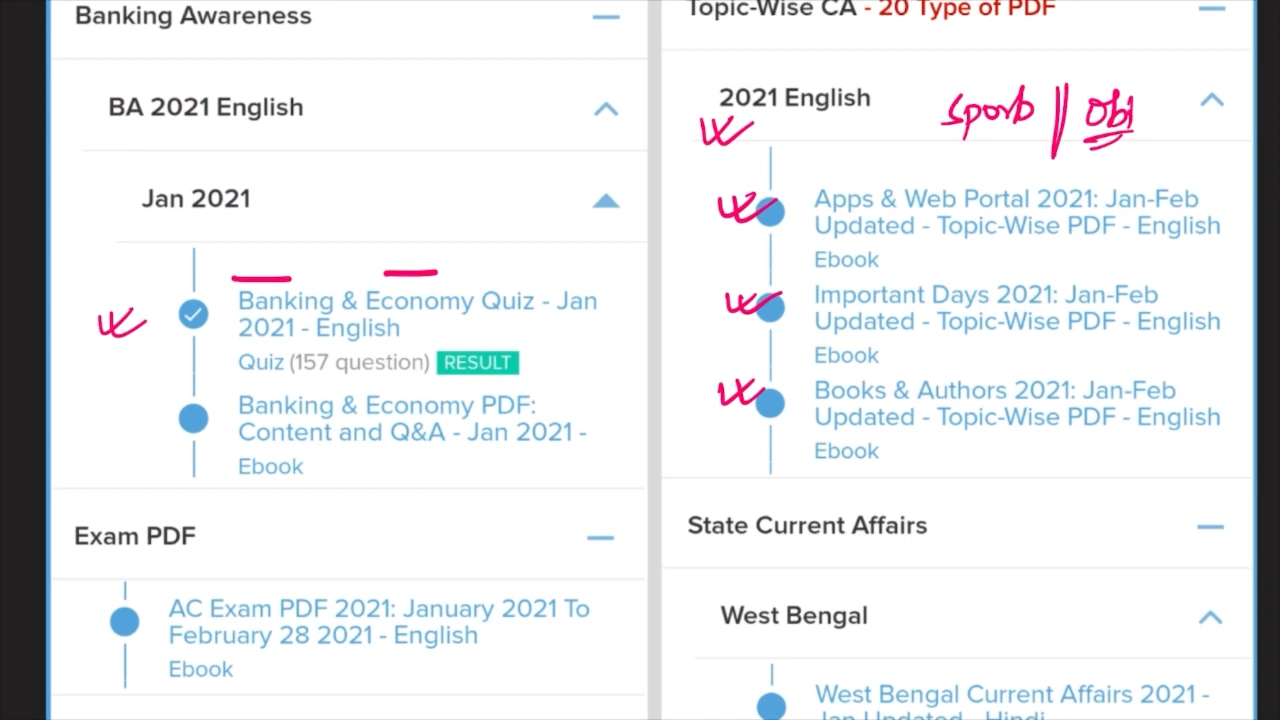 Banking Awareness
BA 2021 English
Jan 2021
Banking & Economy Quiz - Jan
2021 - English
Quiz (157 question) RESULT
Banking & Economy PDF:
Content and Q&A - Jan 2021 -
Ebook
Exam PDF
AC Exam PDF 2021: January 2021 To
February 28 2021 - English
Ebook
Topic-Wise CA - 20 Type of PDF
2021 English
Apps & Web Portal 2021: Jan-Feb
Updated - Topic-Wise PDF - English
Ebook
Important Days 2021: Jan-Feb
Updated - Topic-Wise PDF - English
Ebook
Books & Authors 2021: Jan-Feb
Updated - Topic-Wise PDF - English
Ebook
State Current Affairs
West Bengal
West Bengal Current Affairs 2021 -
Jan Updated - Hindi